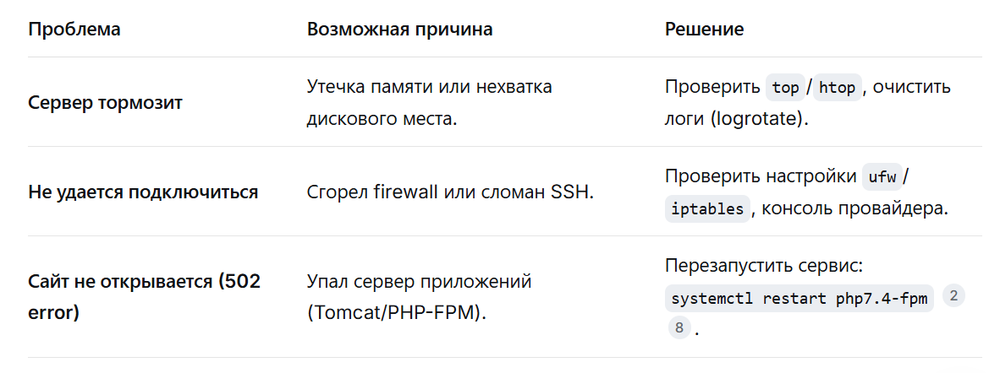 Проблема
Возможная причина
Решение
Сервер тормозит
Утечка памяти или нехватка
дискового места.
Проверить top/htop, очистить
логи (logrotate).
Не удается подключиться
Сгорел firewall или сломан SSH.
Проверить настройки ufw/
iptables, консоль провайдера.
Сайт не открывается (502
error)
Упал сервер приложений
(Tomcat/PHP-FPM).
Перезапустить сервис:
systemctl restart php7.4-fpm 2
8.